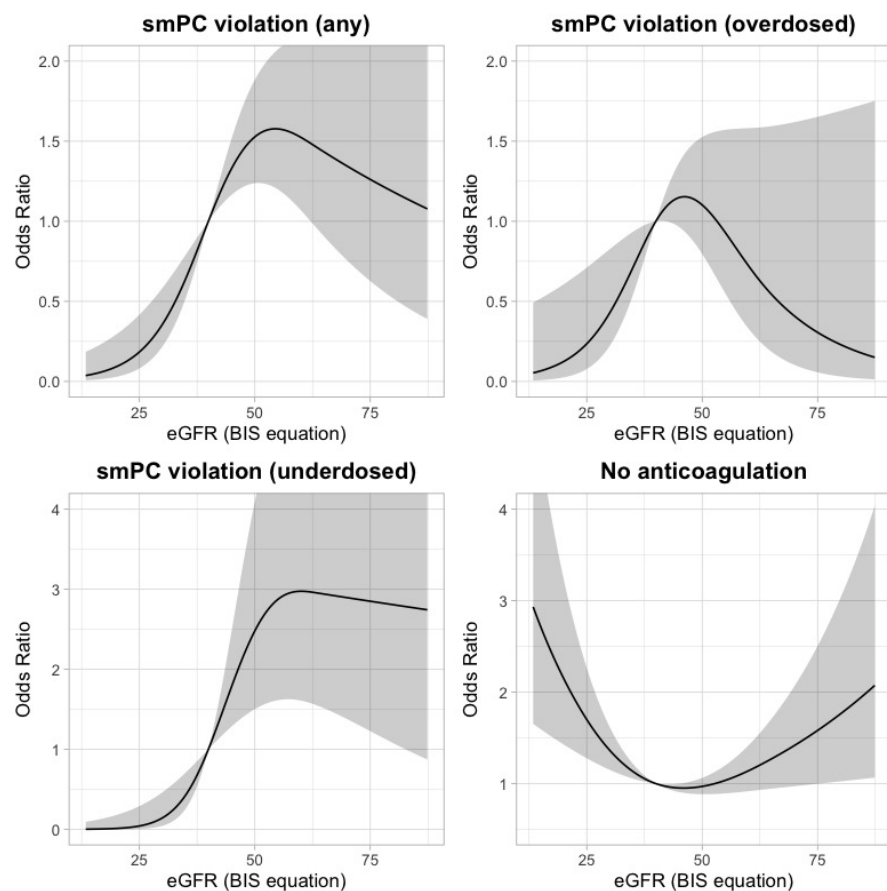 smPC violation (any)
2.0
1.5
1.0
0.5
0.0
Odds Ratio
25 50 75
eGFR (BIS equation)
smPC violation (overdosed)
2.0
1.5
1.0
0.5
0.0
Odds Ratio
25 50 75
eGFR (BIS equation)
smPC violation (underdosed)
4
3
2
1
0
Odds Ratio
25 50 75
eGFR (BIS equation)
No anticoagulation
4
3
2
1
Odds Ratio
25 50 75
eGFR (BIS equation)